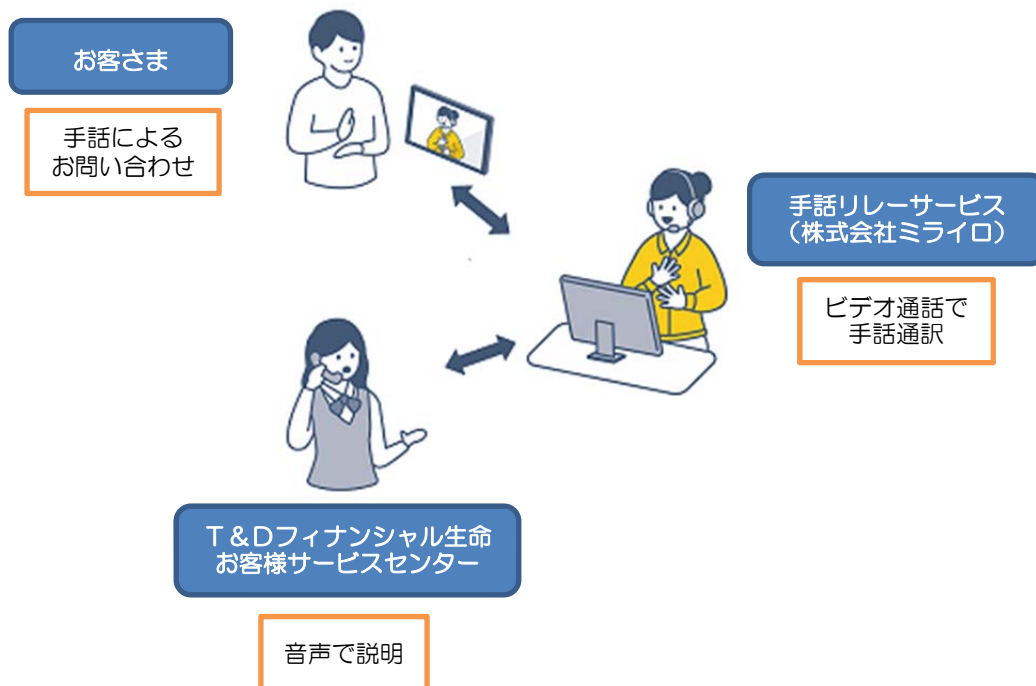 お客さま
手話による
お問い合わせ
手話リレーサービス
（株式会社ミライロ）
ビデオ通話で
手話通訳
Ｔ＆Ｄフィナンシャル生命
お客様サービスセンター
音声で説明